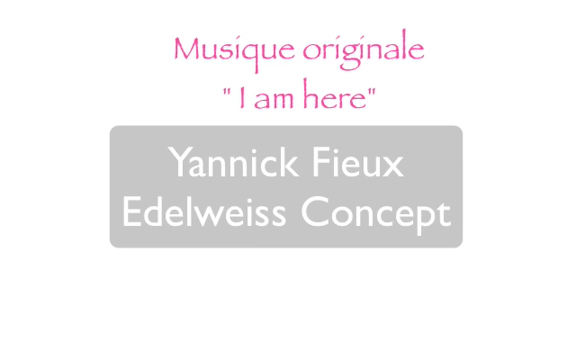 Musique originale
" I am here"
Yannick Fieux
Edelweiss Concept